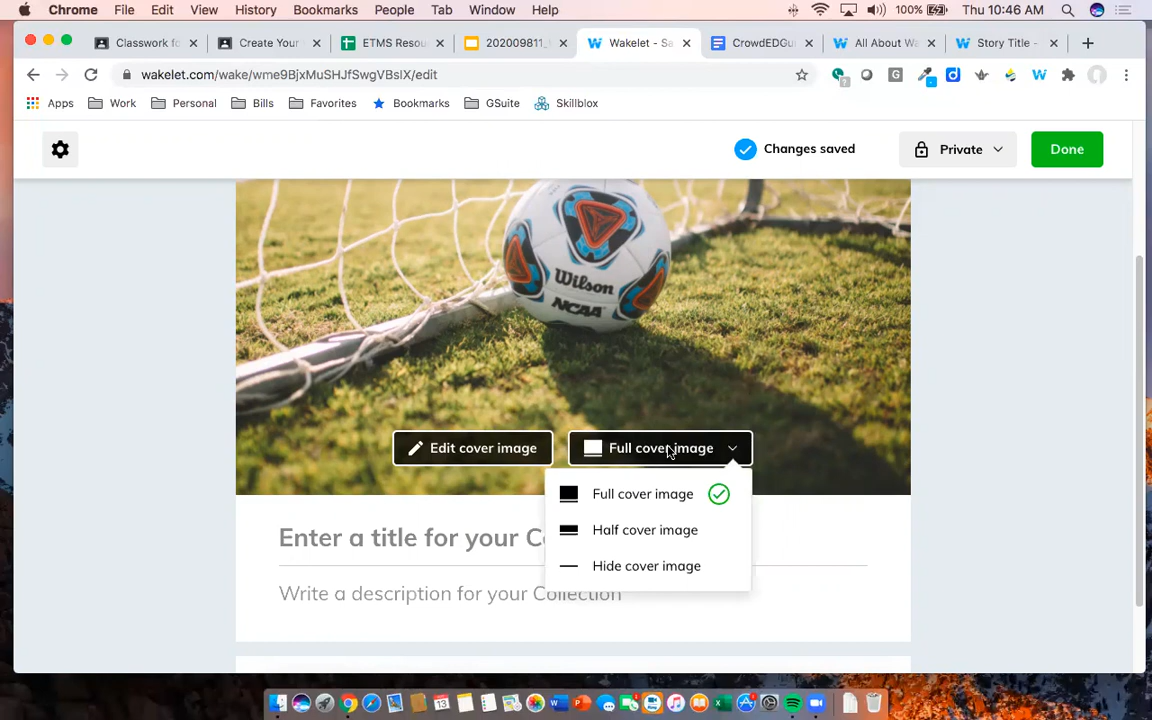 Chrome File Edit View History Bookmarks People Tab Window Help 100% Thu 10:46 AM
Classwork fo Create Your ETMS Resou 202009811_ Wakelet - Sa CrowdEDGu All About Wa Story Title -
wakelet.com/wake/wme9BjxMuSHJfSwgVBslX/edit
Apps Work Personal Bills Favorites Bookmarks GSuite Skillblox
Changes saved Private Done
Wilson
NCAA
Edit cover image Full cover image
Full cover image
Half cover image
Enter a title for your C
Hide cover image
Write a description for your Collection